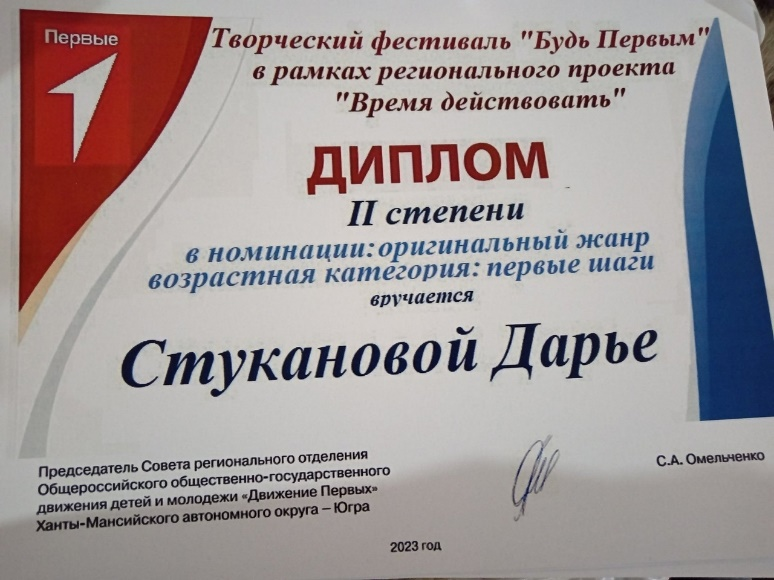 Первые
Творческий фестиваль "Будь Первым"
в рамках регионального проекта
"Время действовать"
ДИПЛОМ
II степени
в номинации:оригинальный жанр
возрастная категория: первые шаги
вручается
Стукановой Дарье
Председатель Совета регионального отделения
Общероссийского общественно-государственного
движения детей и молодежи «Движение Первых»
Ханты-Мансийского автономного округа – Югра
С.А. Омельченко
2023 год